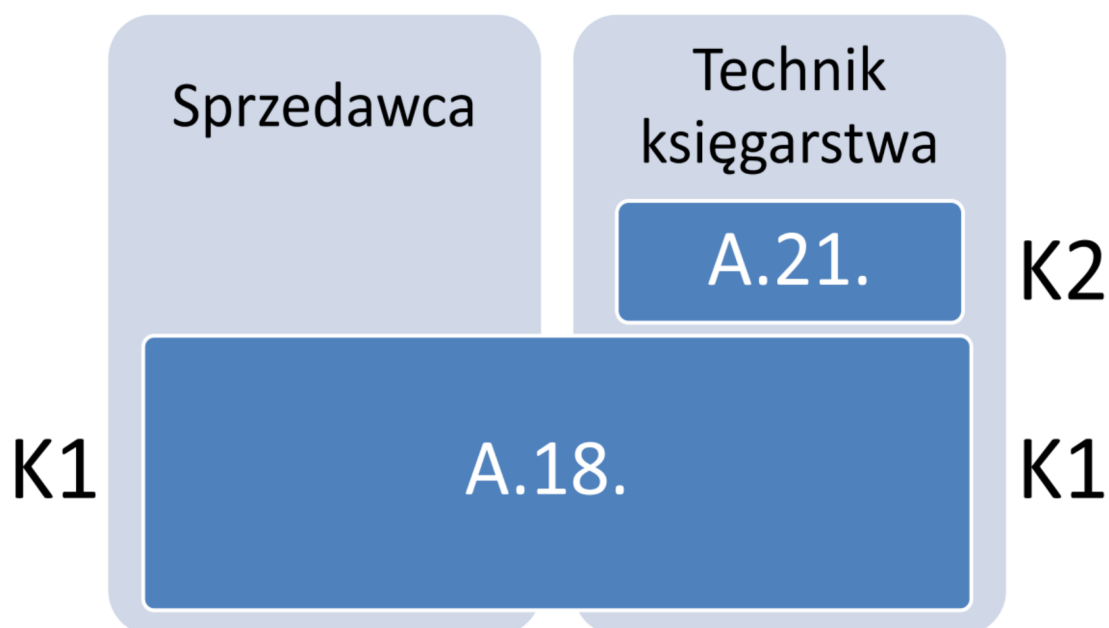 Sprzedawca
Technik
księgarstwa
A.21.
K2
K1
A.18.
K1